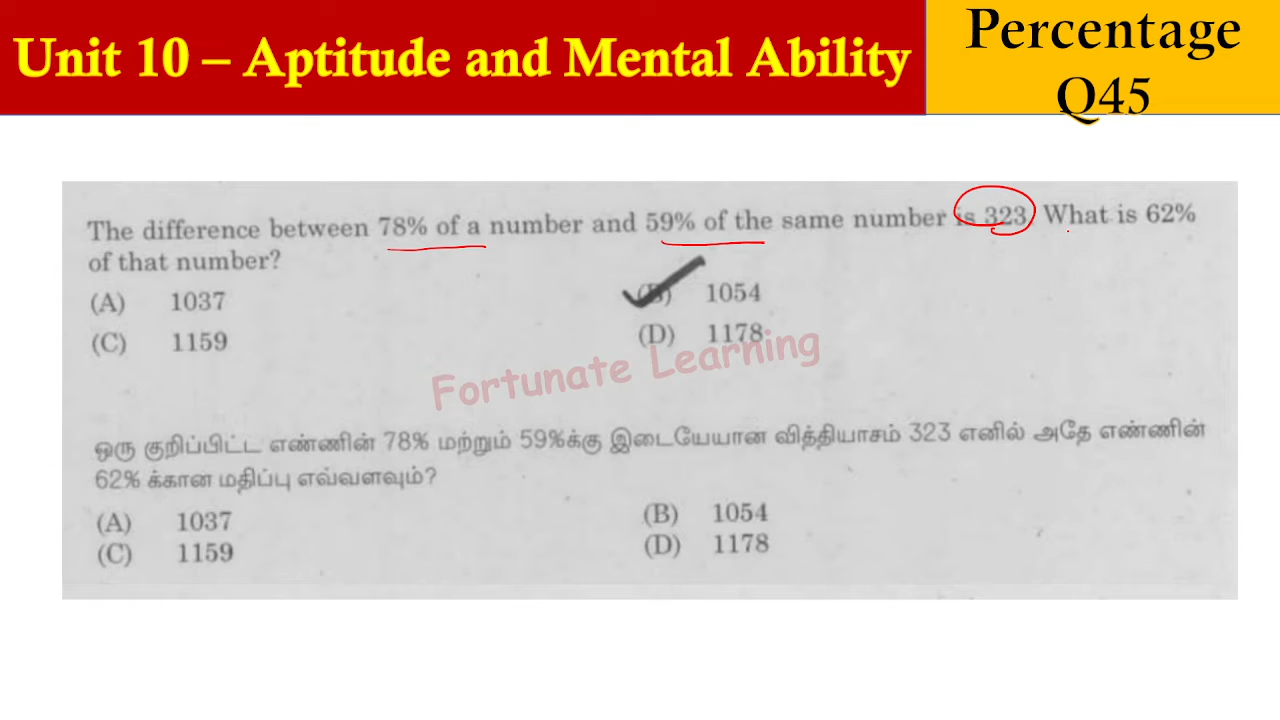 Unit 10 – Aptitude and Mental Ability
Percentage
Q45
The difference between 78% of a number and 59% of the same number is 323. What is 62%
of that number?
(A) 1037 (B) 1054
(C) 1159 (D) 1178
Fortunate Learning
ஒரு குறிப்பிட்ட எண்ணின் 78% மற்றும் 59%க்கு இடையேயான வித்தியாசம் 323 எனில் அதே எண்ணின்
62% க்கான மதிப்பு எவ்வளவும்?
(A) 1037 (B) 1054
(C) 1159 (D) 1178